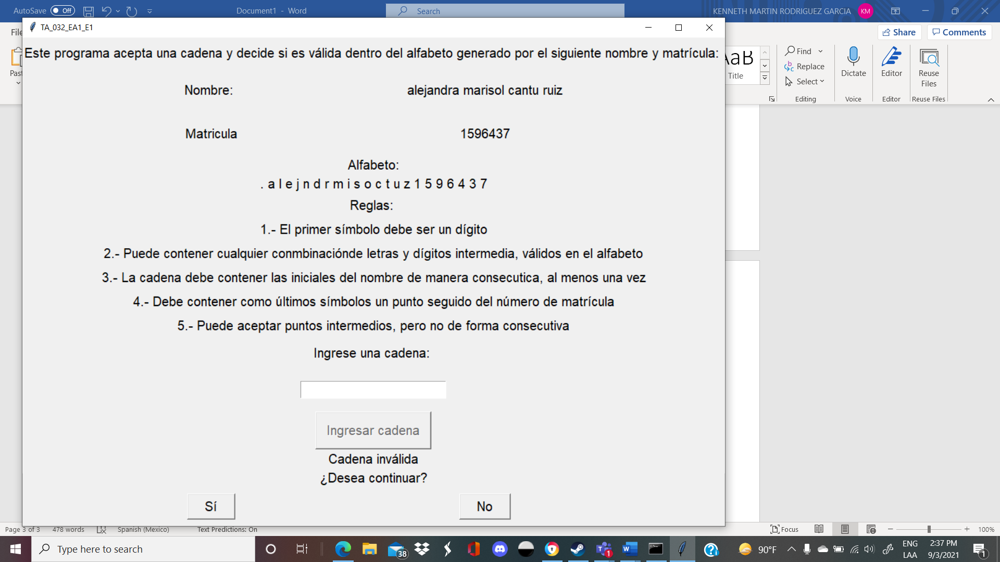 AutoSave Off Document1 - Word Search KENNETH MARTIN RODRIGUEZ GARCIA KM
TA_032_EA1_E1
File Share Comments
Este programa acepta una cadena y decide si es válida dentro del alfabeto generado por el siguiente nombre y matrícula:
AaB Find
Replace
Past Title Select Dictate Editor Reuse Files
Editing Voice Editor Reuse Files
Nombre: alejandra marisol cantu ruiz
Matricula 1596437
Alfabeto:
. a l e j n d r m i s o c t u z 1 5 9 6 4 3 7
Reglas:
1.- El primer símbolo debe ser un dígito
2.- Puede contener cualquier conmbinaciónde letras y dígitos intermedia, válidos en el alfabeto
3.- La cadena debe contener las iniciales del nombre de manera consecutica, al menos una vez
4.- Debe contener como últimos símbolos un punto seguido del número de matrícula
5.- Puede aceptar puntos intermedios, pero no de forma consecutiva
Ingrese una cadena:
Ingresar cadena
Cadena inválida
¿Desea continuar?
Sí No
Page 3 of 3 478 words Spanish (Mexico) Text Predictions: On Focus 100%
Type here to search 38 1 90°F ENG 2:37 PM
LAA 9/3/2021 1